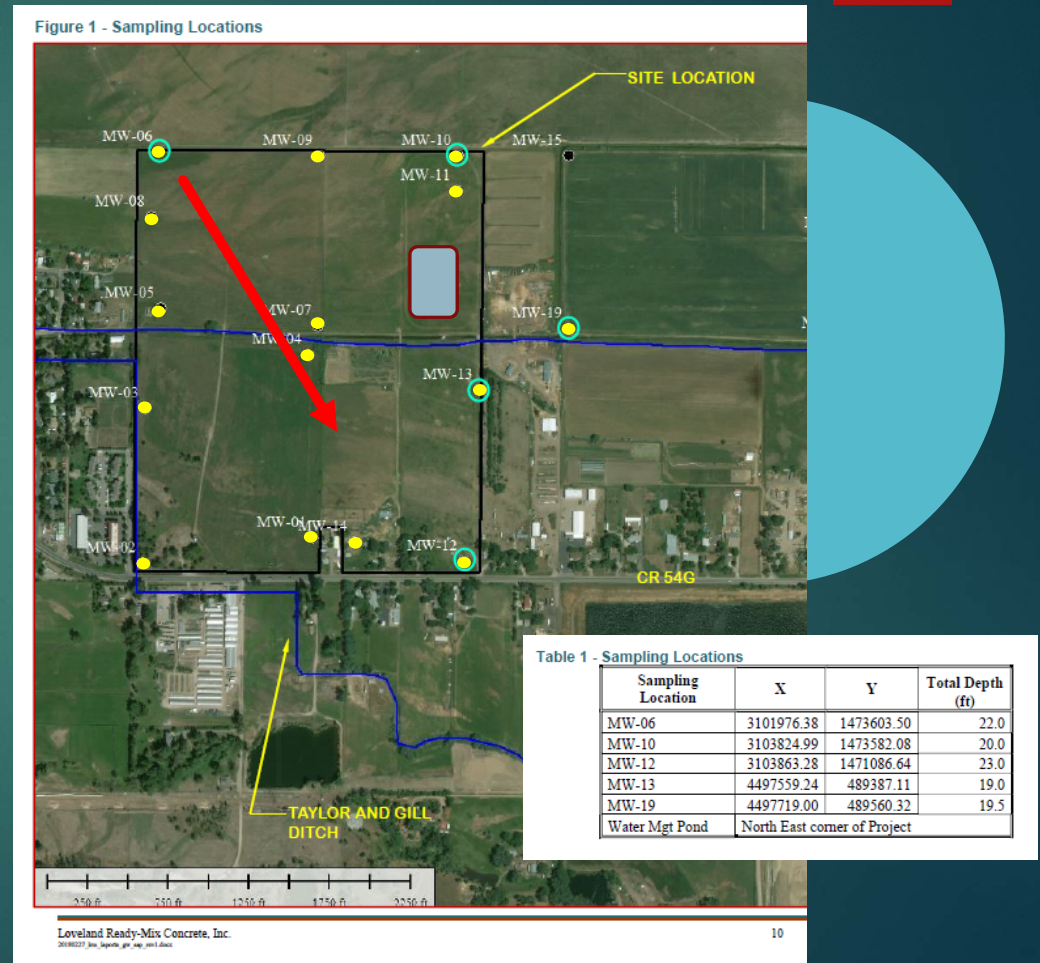 Figure 1 - Sampling Locations
SITE LOCATION
MW-06
MW-09
MW-10
MW-15
MW-11
MW-08
MW-05
MW-07
MW-19
MW-04
MW-13
MW-03
MW-01
MW-14
MW-12
MW-02
CR 54G
TAYLOR AND GILL
DITCH
250 ft 750 ft 1250 ft 1750 ft 2250 ft
Table 1 - Sampling Locations
Sampling Location X Y Total Depth (ft)
MW-06 3101976.38 1473603.50 22.0
MW-10 3103824.99 1473582.08 20.0
MW-12 3103863.28 1471086.64 23.0
MW-13 4497559.24 489387.11 19.0
MW-19 4497719.00 489560.32 19.5
Water Mgt Pond North East corner of Project
Loveland Ready-Mix Concrete, Inc.
10